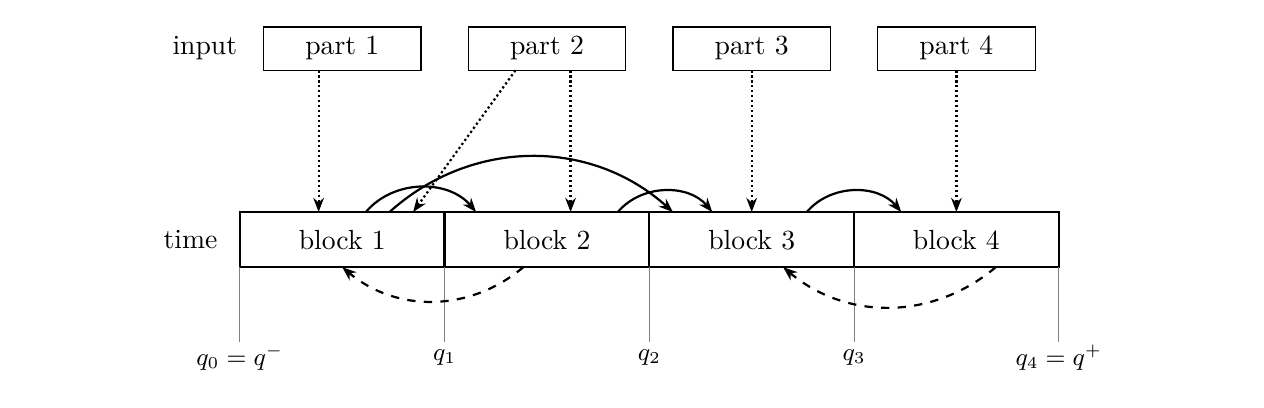 input part 1 part 2 part 3 part 4
time block 1 block 2 block 3 block 4
q₀ = q⁻ q₁ q₂ q₃ q₄ = q⁺